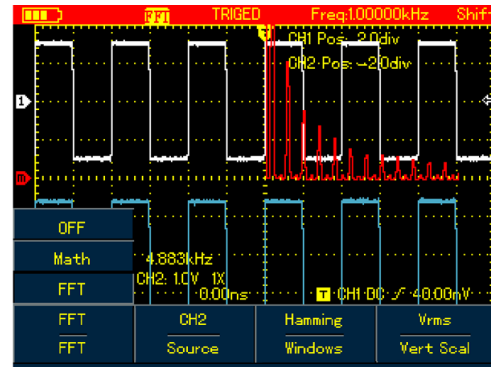 FFT TRIGED Freq:1.00000kHz Shif
CH1 Pos: 2.0div
CH2 Pos: -2.0div
1
m
OFF
Math 4.883kHz
FFT CH2: 1.0V 1X
0.00ns T CH1 DC 40.00mV
FFT CH2 Hamming Vrms
FFT Source Windows Vert Scal